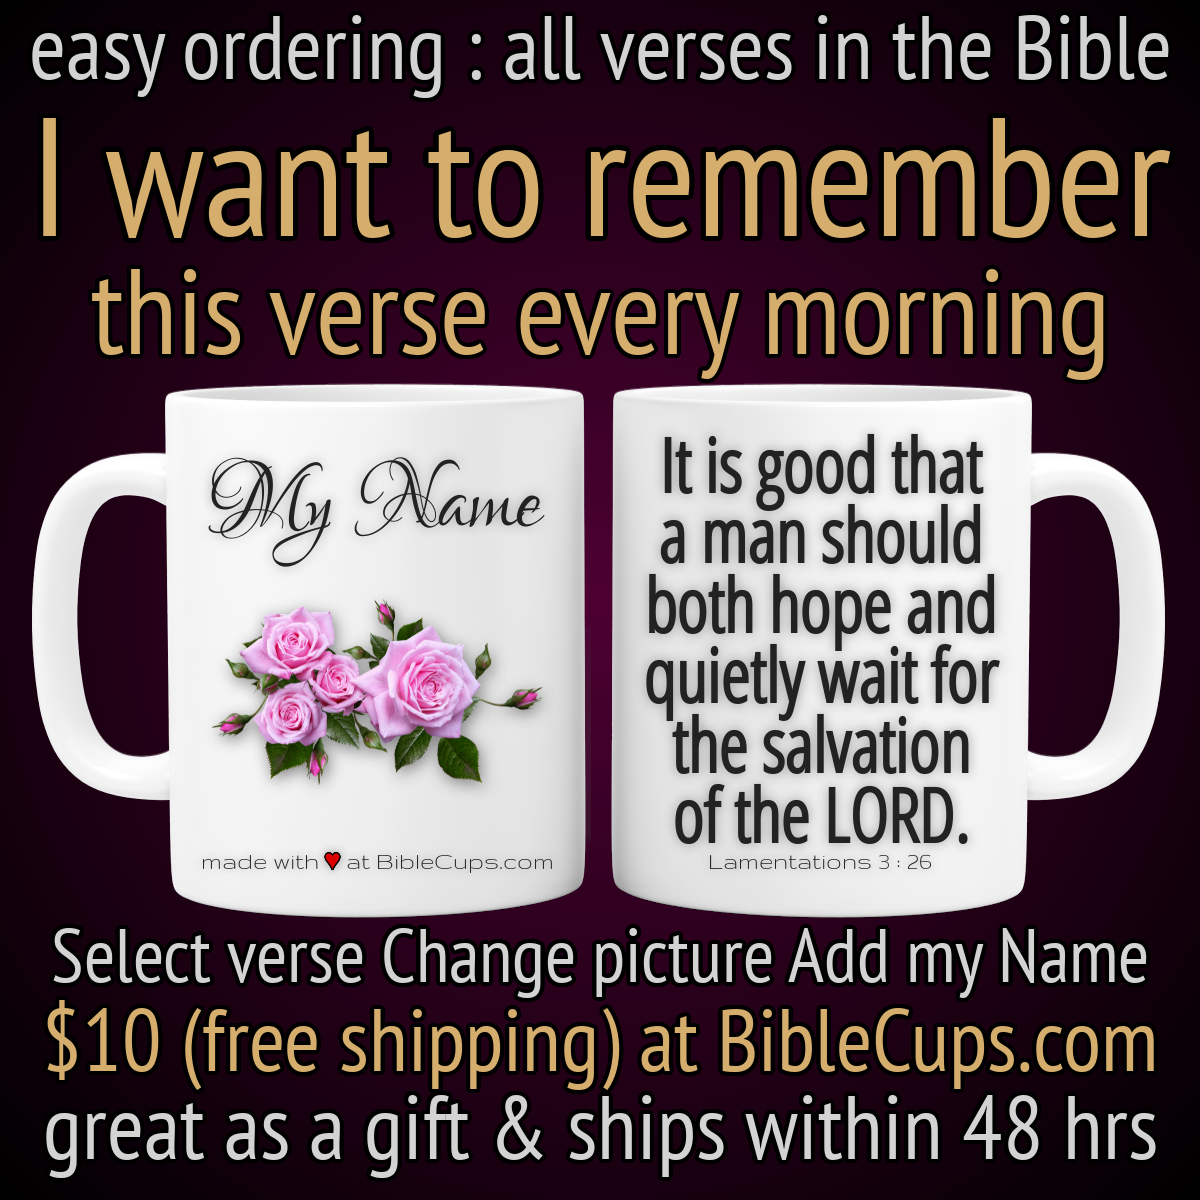 easy ordering : all verses in the Bible
I want to remember
this verse every morning
My Name
made with ❤ at BibleCups.com
It is good that
a man should
both hope and
quietly wait for
the salvation
of the LORD.
Lamentations 3 : 26
Select verse Change picture Add my Name
$10 (free shipping) at BibleCups.com
great as a gift & ships within 48 hrs